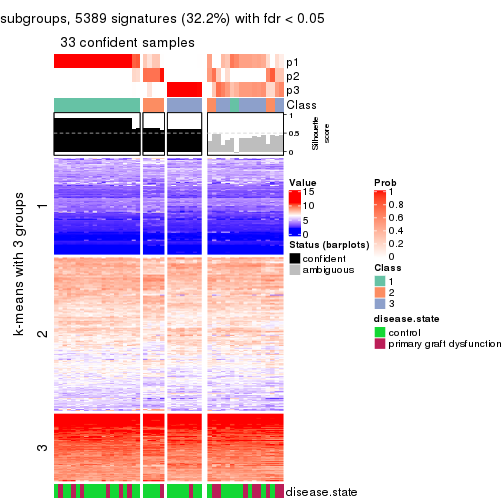 subgroups, 5389 signatures (32.2%) with fdr < 0.05
33 confident samples
p1
p2
p3
Class
1
0.5
0
Silhouette
score
k-means with 3 groups
1
2
3
Value
15
10
5
0
Status (barplots)
confident
ambiguous
Prob
1
0.8
0.6
0.4
0.2
0
Class
1
2
3
disease.state
control
primary graft dysfunction
disease.state